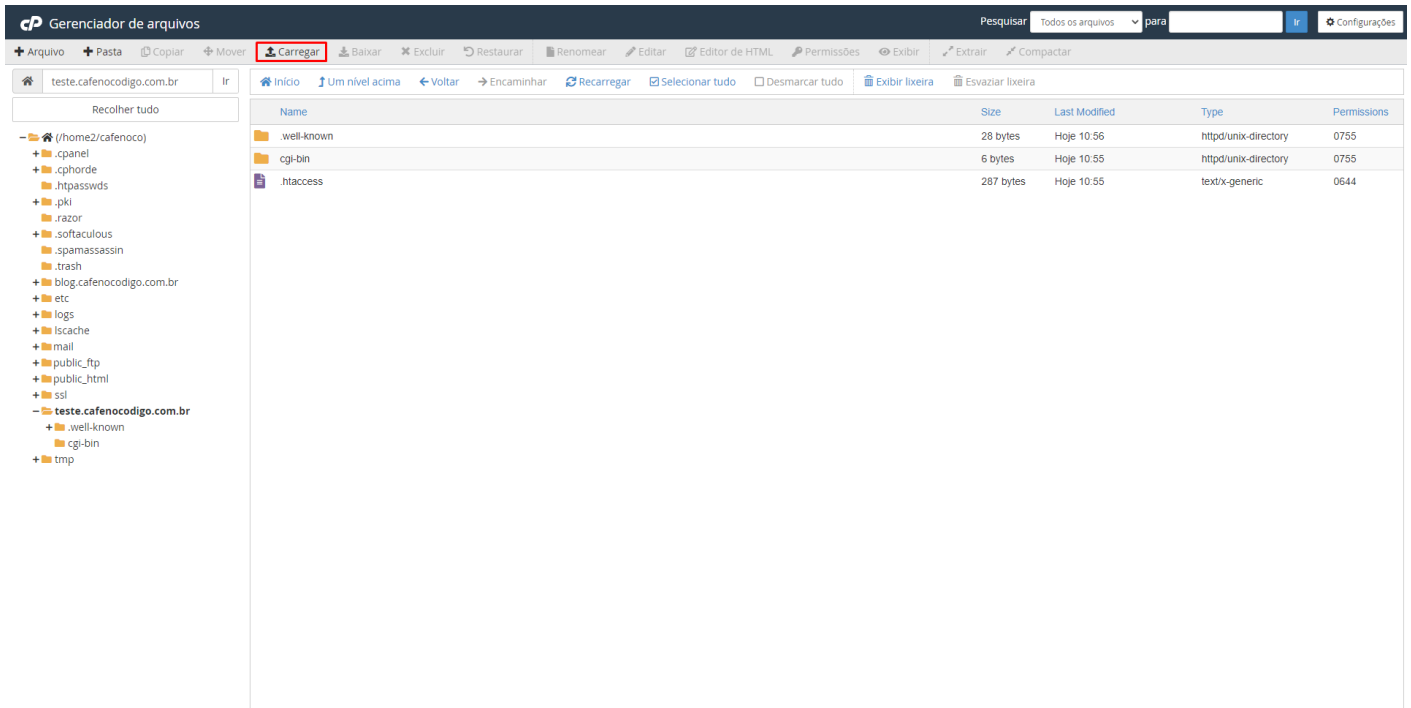 cP Gerenciador de arquivos Pesquisar Todos os arquivos para Ir Configurações
Arquivo Pasta Copiar Mover Carregar Baixar Excluir Restaurar Renomear Editar Editor de HTML Permissões Exibir Extrair Compactar
teste.cafenocodigo.com.br Ir
Início Um nível acima Voltar Encaminhar Recarregar Selecionar tudo Desmarcar tudo Exibir lixeira Esvaziar lixeira
Recolher tudo
(/home2/cafenoco)
.cpanel
.cphorde
.htpasswds
.pki
.razor
.softaculous
.spamassassin
.trash
blog.cafenocodigo.com.br
etc
logs
lscache
mail
public_ftp
public_html
ssl
teste.cafenocodigo.com.br
.well-known
cgi-bin
tmp
Name Size Last Modified Type Permissions
.well-known 28 bytes Hoje 10:56 httpd/unix-directory 0755
cgi-bin 6 bytes Hoje 10:55 httpd/unix-directory 0755
.htaccess 287 bytes Hoje 10:55 text/x-generic 0644